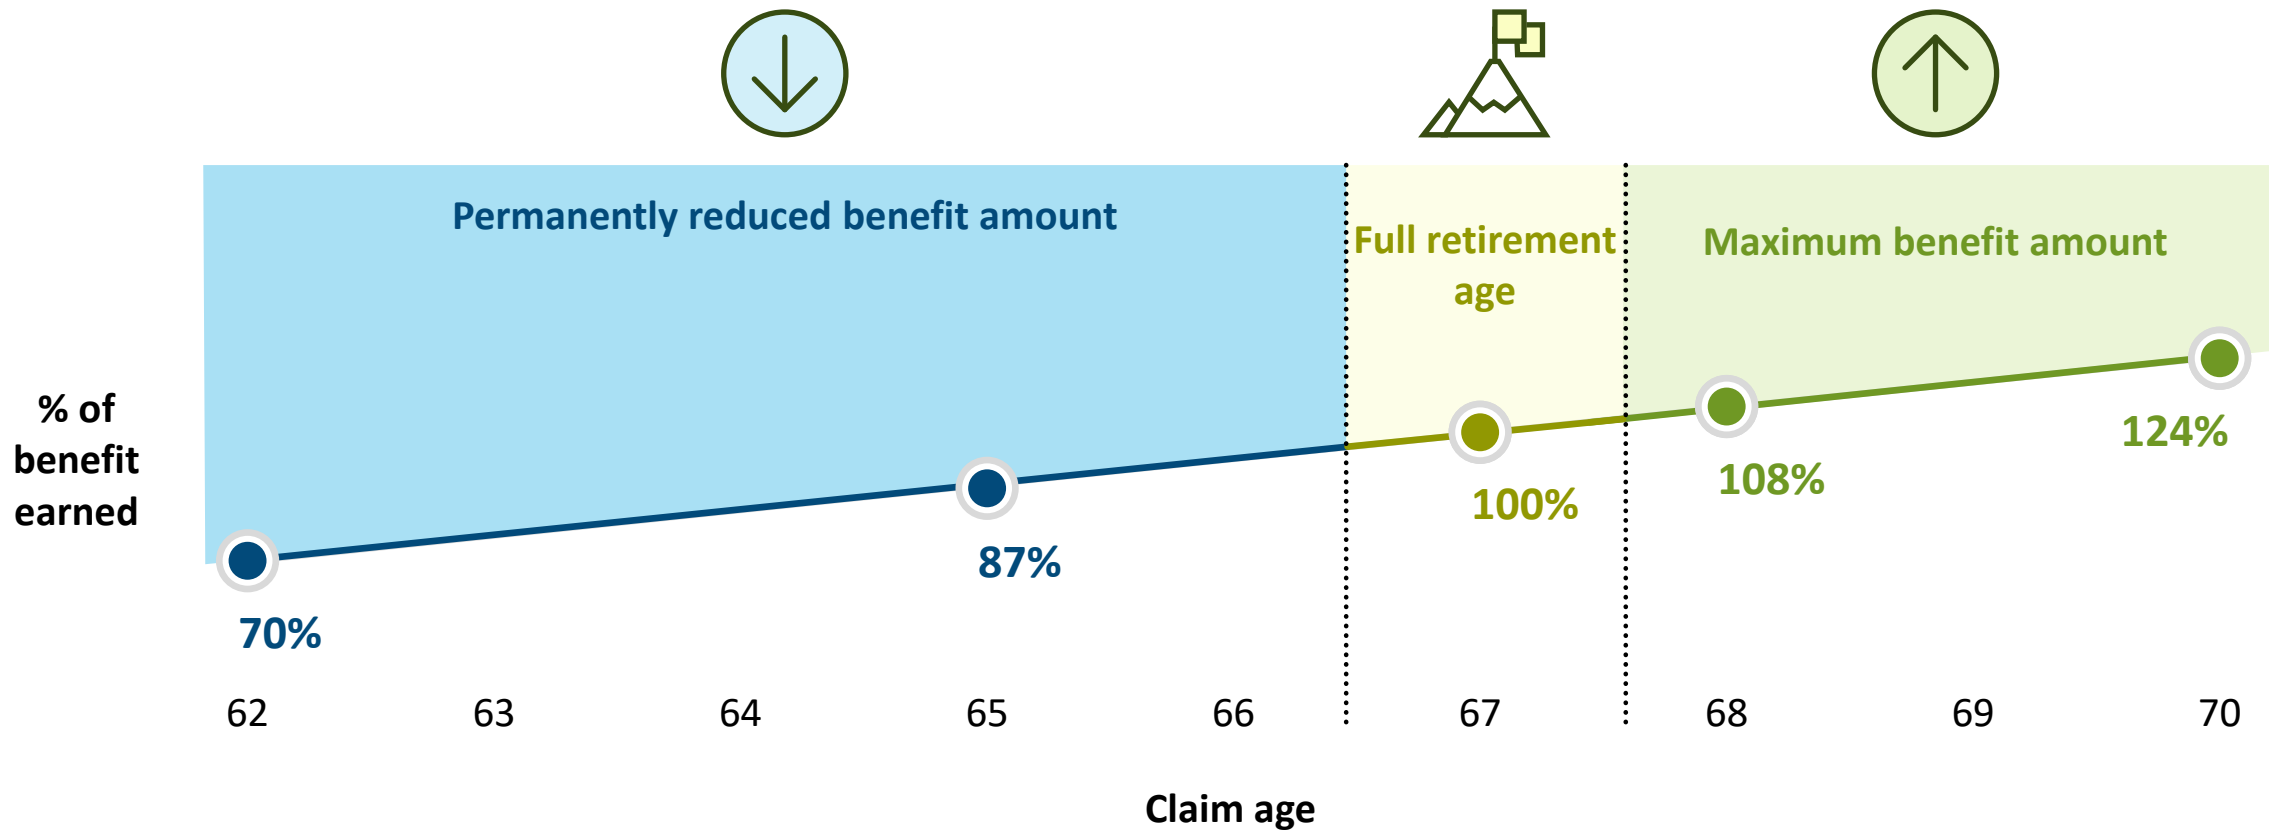 Permanently reduced benefit amount
Full retirement
age
Maximum benefit amount
% of
benefit
earned
70%
87%
100%
108%
124%
62
63
64
65
66
67
68
69
70
Claim age